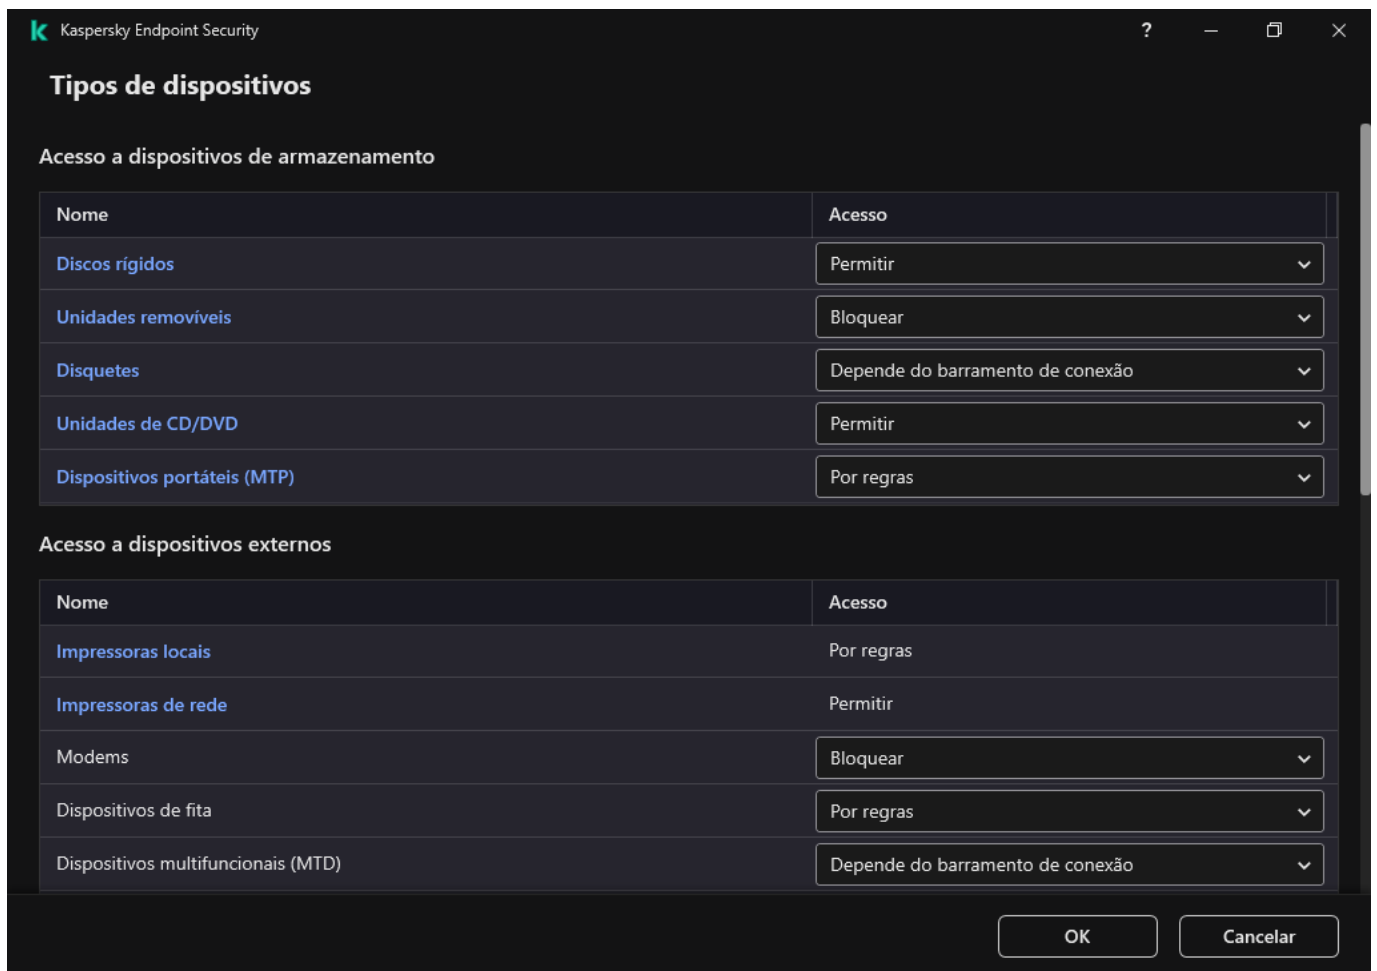 Kaspersky Endpoint Security
?
Tipos de dispositivos
Acesso a dispositivos de armazenamento
Nome Acesso
Discos rígidos Permitir
Unidades removíveis Bloquear
Disquetes Depende do barramento de conexão
Unidades de CD/DVD Permitir
Dispositivos portáteis (MTP) Por regras
Acesso a dispositivos externos
Nome Acesso
Impressoras locais Por regras
Impressoras de rede Permitir
Modems Bloquear
Dispositivos de fita Por regras
Dispositivos multifuncionais (MTD) Depende do barramento de conexão
OK Cancelar